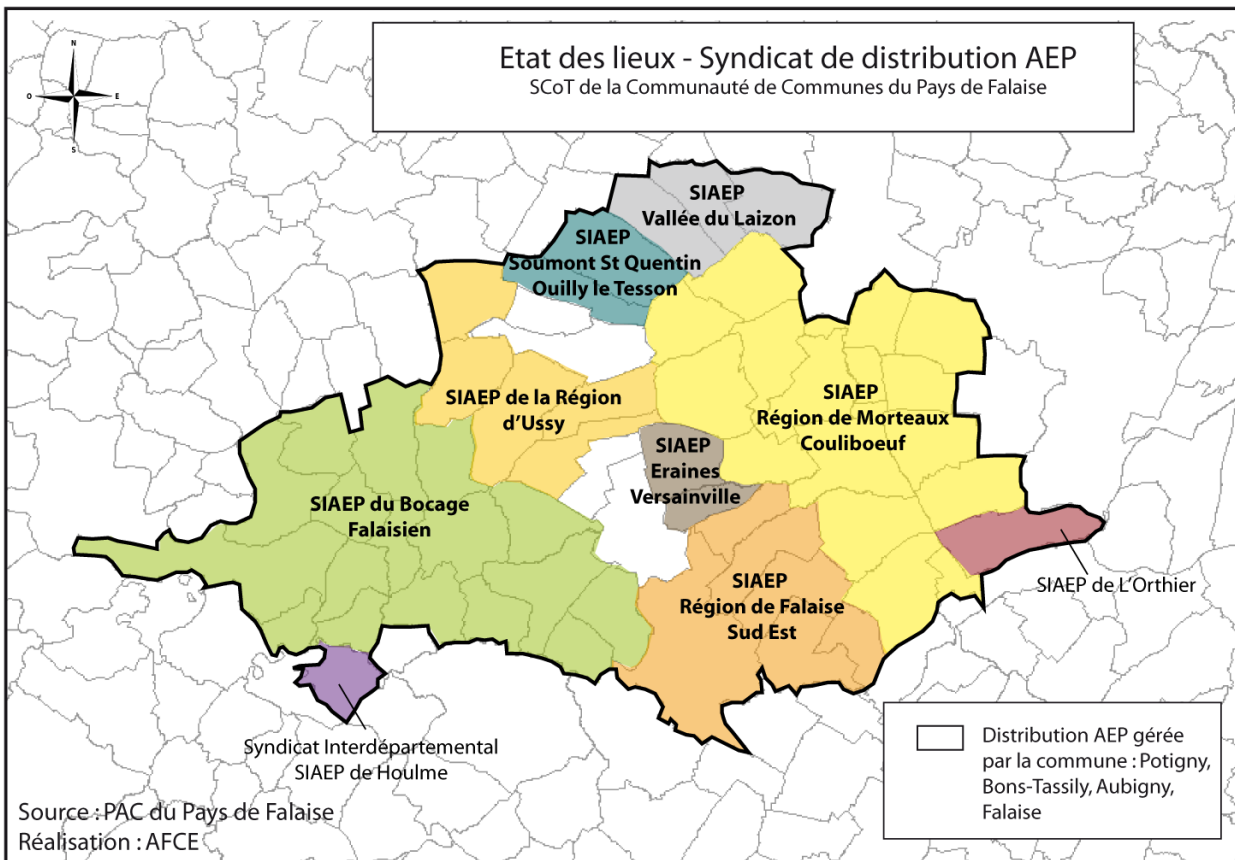 Etat des lieux - Syndicat de distribution AEP
SCoT de la Communauté de Communes du Pays de Falaise
N
O
E
S
SIAEP
Vallée du Laizon
SIAEP
Soumont St Quentin
Ouilly le Tesson
SIAEP de la Région
d'Ussy
SIAEP
Région de Morteaux
Couliboeuf
SIAEP
Eraines
Versainville
SIAEP du Bocage
Falaisien
SIAEP
Région de Falaise
Sud Est
SIAEP de L'Orthier
Syndicat Interdépartemental
SIAEP de Houlme
Distribution AEP gérée
par la commune : Potigny,
Bons-Tassily, Aubigny,
Falaise
Source : PAC du Pays de Falaise
Réalisation : AFCE